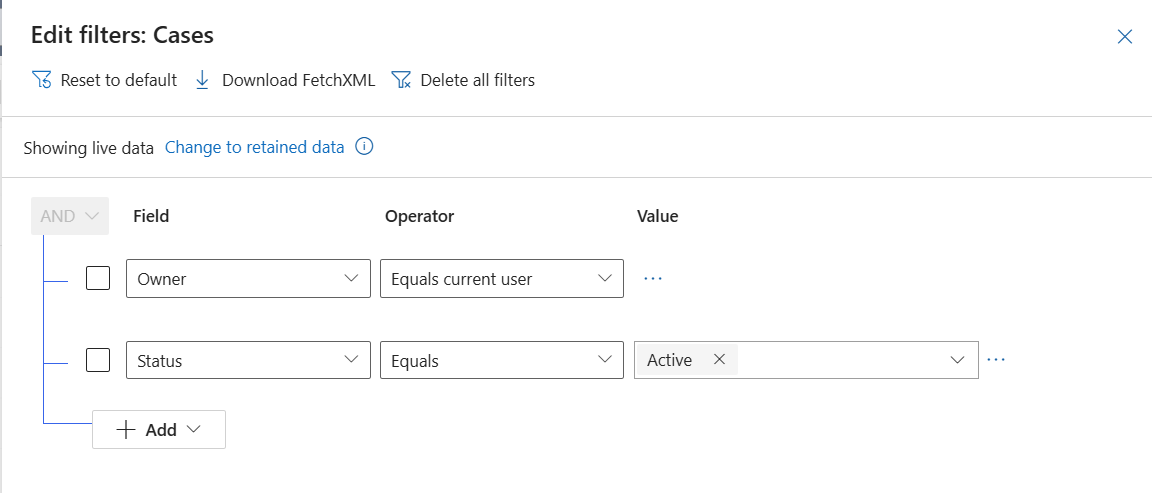 Edit filters: Cases
Reset to default Download FetchXML Delete all filters
Showing live data Change to retained data
AND Field Operator Value
Owner Equals current user
Status Equals Active
Add